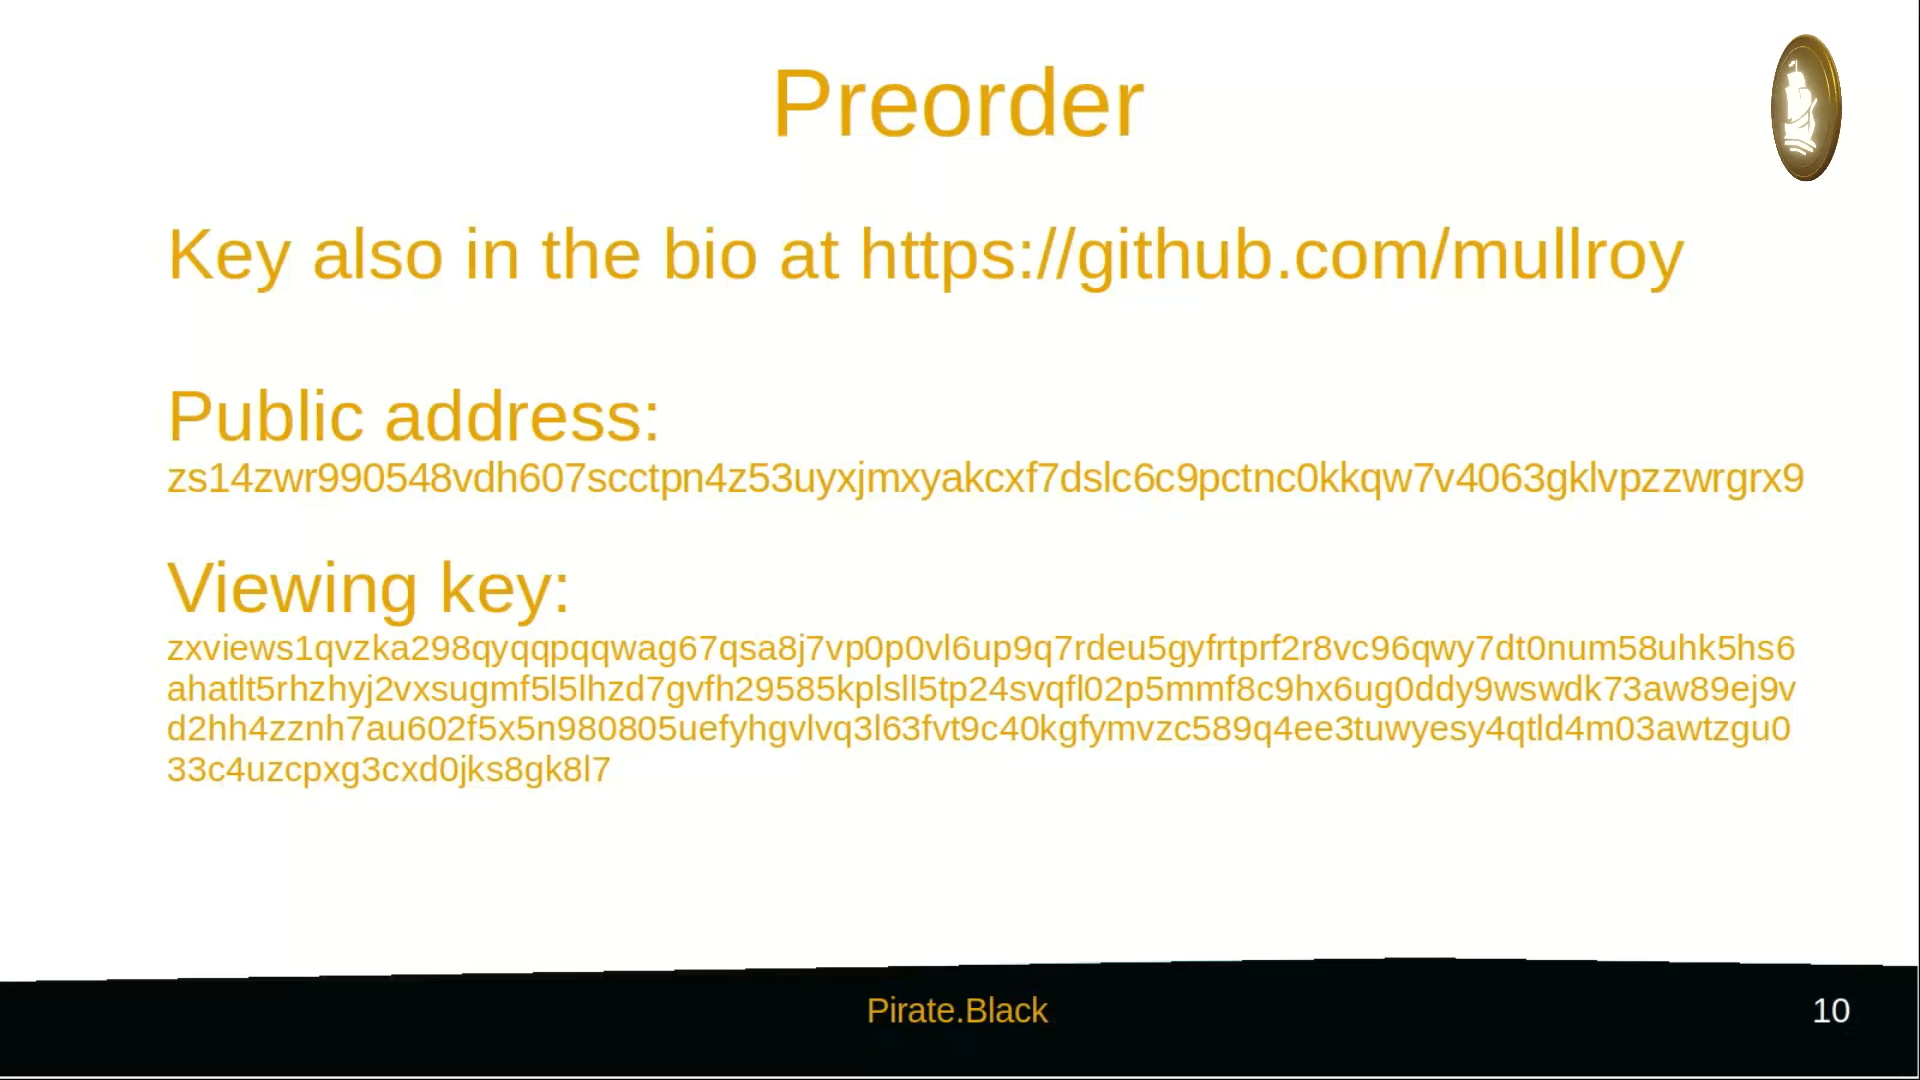 Preorder
Key also in the bio at https://github.com/mullroy
Public address:
zs14zwr990548vdh607scctpn4z53uyxjmxyakcxf7dslc6c9pctnc0kkqw7v4063gklvpzzwrgrx9
Viewing key:
zxviews1qvzka298qyqqpqqwag67qsa8j7vp0p0vl6up9q7rdeu5gyfrtprf2r8vc96qwy7dt0num58uhk5hs6
ahatlt5rhzhyj2vxsugmf5l5lhzd7gvfh29585kplsll5tp24svqfl02p5mmf8c9hx6ug0ddy9wswdk73aw89ej9v
d2hh4zznh7au602f5x5n980805uefyhgvlvq3l63fvt9c40kgfymvzc589q4ee3tuwyesy4qtld4m03awtzgu0
33c4uzcpxg3cxd0jks8gk8l7
Pirate.Black
10